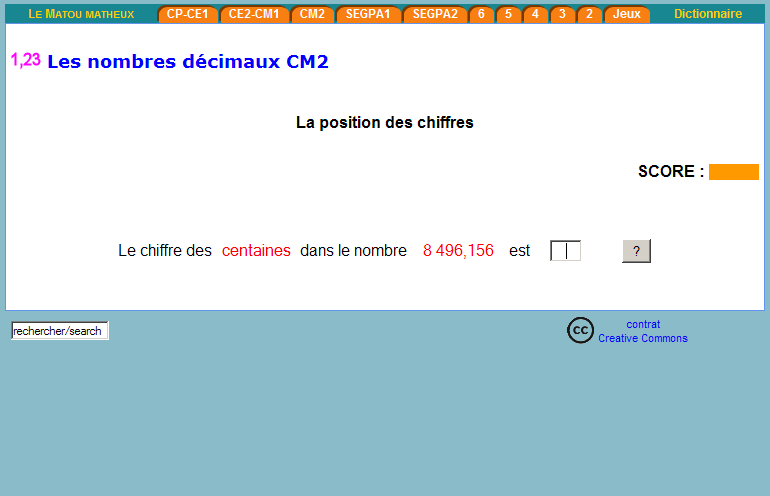 LE MATOU MATHEUX CP-CE1 CE2-CM1 CM2 SEGPA1 SEGPA2 6 5 4 3 2 Jeux Dictionnaire
1,23 Les nombres décimaux CM2
La position des chiffres
SCORE :
Le chiffre des centaines dans le nombre 8 496,156 est ?
rechercher/search
cc contrat
Creative Commons